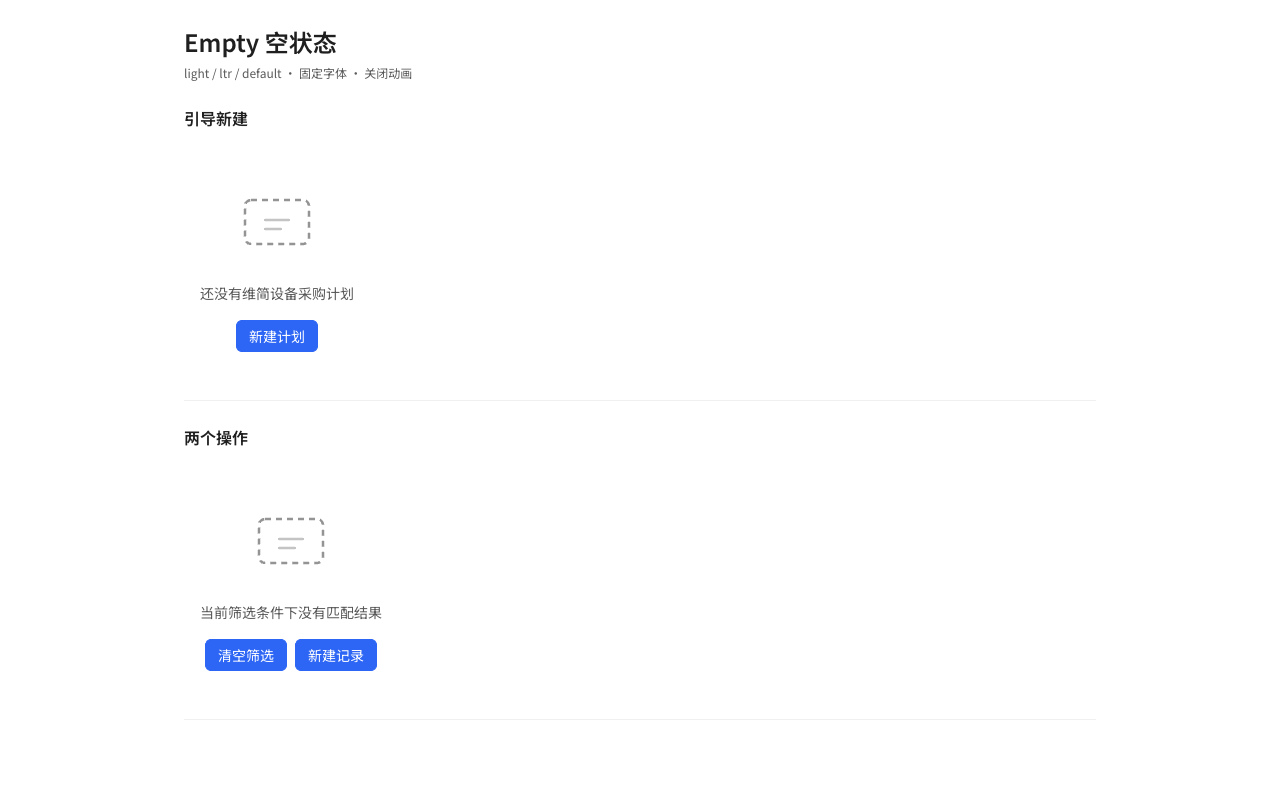 Empty 空状态
light / ltr / default · 固定字体 · 关闭动画
引导新建
还没有维简设备采购计划
新建计划
两个操作
当前筛选条件下没有匹配结果
清空筛选 新建记录